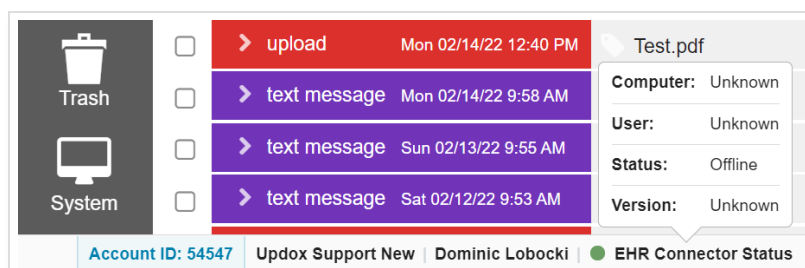 upload Mon 02/14/22 12:40 PM Test.pdf
Trash
text message Mon 02/14/22 9:58 AM
Computer: Unknown
User: Unknown
text message Sun 02/13/22 9:55 AM
Status: Offline
System
text message Sat 02/12/22 9:53 AM
Version: Unknown
Account ID: 54547 Updox Support New | Dominic Lobocki | EHR Connector Status